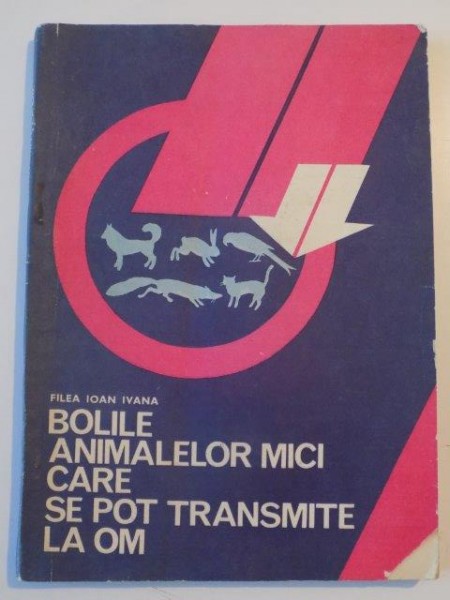 FILEA IOAN IVANA
BOLILE
ANIMALELOR MICI
CARE
SE POT TRANSMITE
LA OM